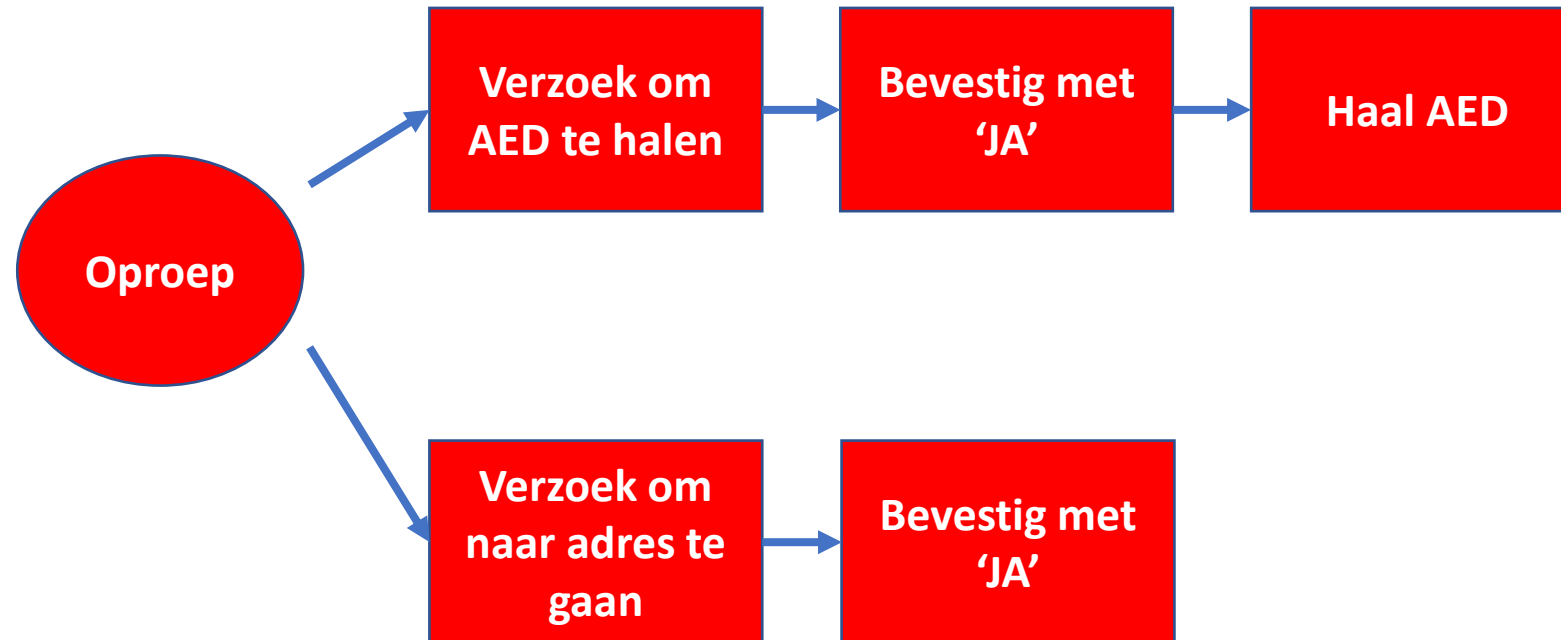 Oproep
Verzoek om
AED te halen
Bevestig met
‘JA’
Haal AED
Verzoek om
naar adres te
gaan
Bevestig met
‘JA’